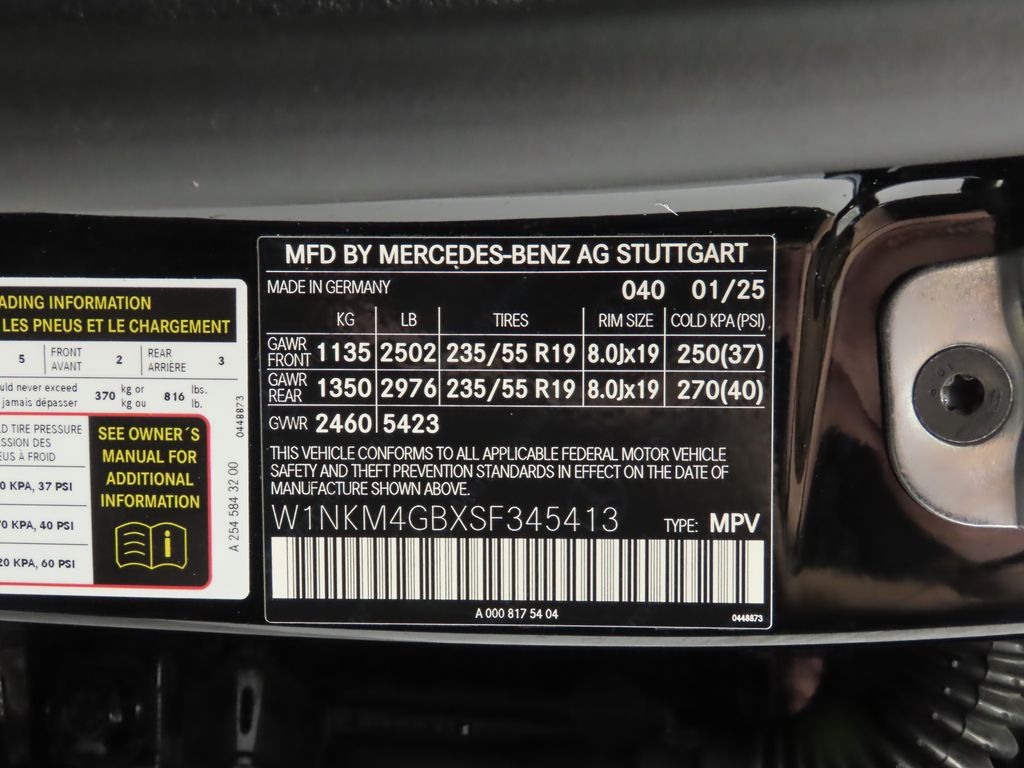 ADING INFORMATION
LES PNEUS ET LE CHARGEMENT
5 FRONT AVANT 2 REAR ARRIÈRE 3
uld never exceed 370 kg or 816 lbs.
jamais dépasser kg ou lb.
D TIRE PRESSURE
SSION DES
EUS À FROID
0 KPA, 37 PSI
70 KPA, 40 PSI
20 KPA, 60 PSI
SEE OWNER´S
MANUAL FOR
ADDITIONAL
INFORMATION
0448873
A 254 584 32 00
MFD BY MERCEDES-BENZ AG STUTTGART
MADE IN GERMANY 040 01/25
KG LB TIRES RIM SIZE COLD KPA(PSI)
GAWR FRONT 1135 2502 235/55 R19 8.0Jx19 250(37)
GAWR REAR 1350 2976 235/55 R19 8.0Jx19 270(40)
GVWR 2460 5423
THIS VEHICLE CONFORMS TO ALL APPLICABLE FEDERAL MOTOR VEHICLE
SAFETY AND THEFT PREVENTION STANDARDS IN EFFECT ON THE DATE OF
MANUFACTURE SHOWN ABOVE.
W1NKM4GBXSF345413 TYPE: MPV
A 000 817 54 04
0448873